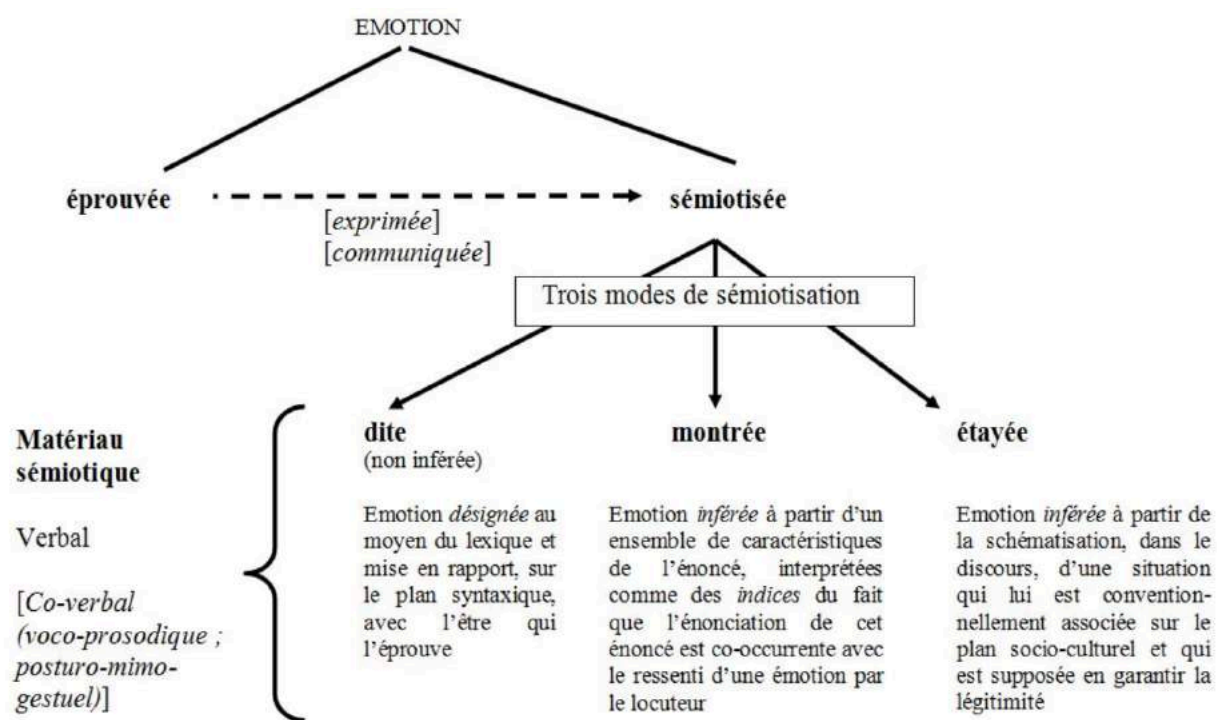 EMOTION
éprouvée
sémiotisée
[exprimée]
[communiquée]
Trois modes de sémiotisation
Matériau
sémiotique
Verbal
[Co-verbal
(voco-prosodique ;
posturo-mimo-
gestuel)]
dite
(non inférée)
Emotion désignée au
moyen du lexique et
mise en rapport, sur
le plan syntaxique,
avec l’être qui
l’éprouve
montrée
Emotion inférée à partir d’un
ensemble de caractéristiques
de l’énoncé, interprétées
comme des indices du fait
que l’énonciation de cet
énoncé est co-occurrente avec
le ressenti d’une émotion par
le locuteur
étayée
Emotion inférée à partir de
la schématisation, dans le
discours, d’une situation
qui lui est convention-
nellement associée sur le
plan socio-culturel et qui
est supposée en garantir la
légitimité